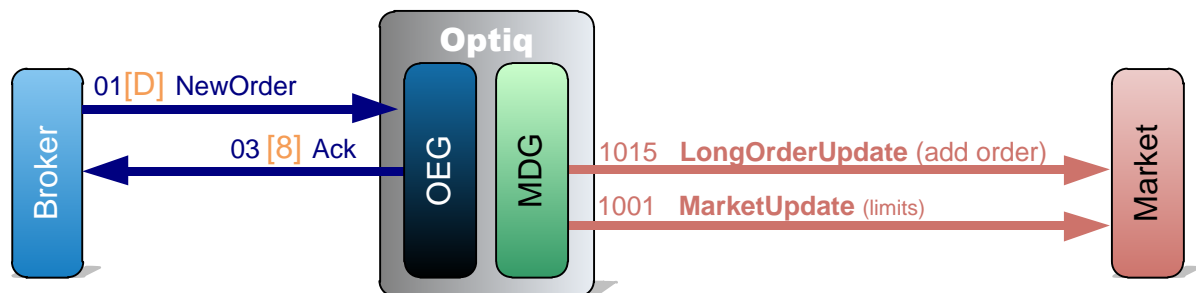 Optiq
Broker
01[D] NewOrder
03 [8] Ack
OEG
MDG
1015 LongOrderUpdate (add order)
1001 MarketUpdate (limits)
Market